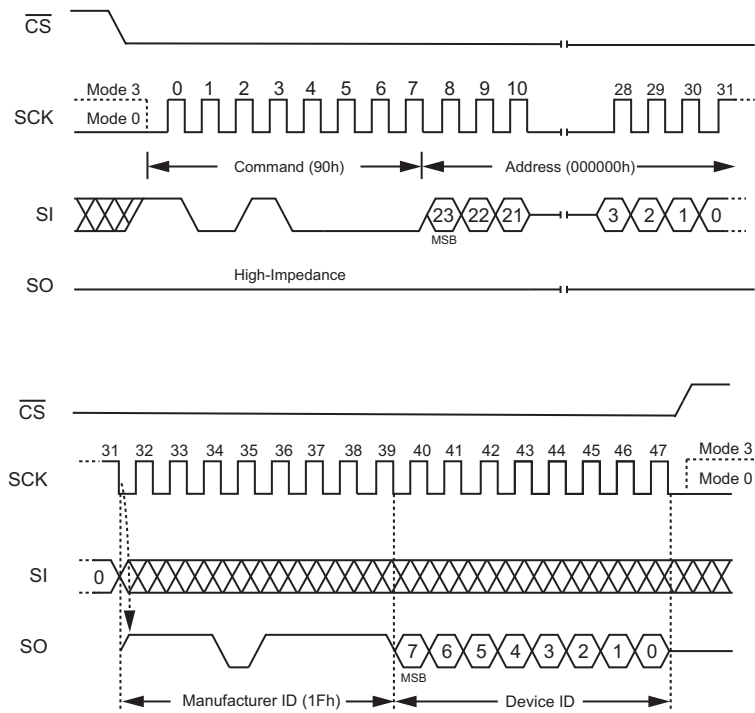 CS
Mode 3
0 1 2 3 4 5 6 7 8 9 10 28 29 30 31
SCK
Mode 0
Command (90h) Address (000000h)
SI 23 22 21 3 2 1 0
MSB
High-Impedance
SO
CS
31 32 33 34 35 36 37 38 39 40 41 42 43 44 45 46 47
Mode 3
SCK
Mode 0
SI 0
SO 7 6 5 4 3 2 1 0
MSB
Manufacturer ID (1Fh) Device ID